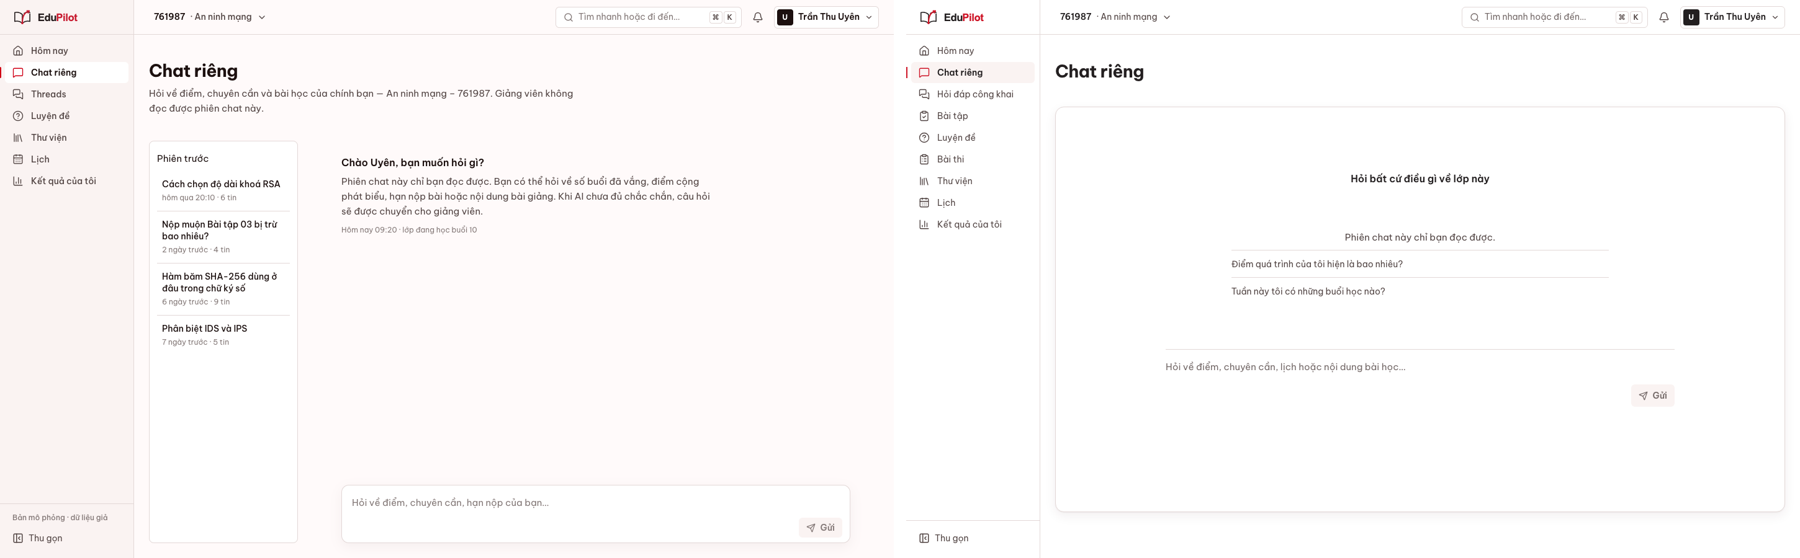 EduPilot
761987 · An ninh mạng
Tìm nhanh hoặc đi đến... ⌘ K
U Trần Thu Uyên
Hôm nay
Chat riêng
Threads
Luyện đề
Thư viện
Lịch
Kết quả của tôi
Bản mô phỏng · dữ liệu giả
Thu gọn
Chat riêng
Hỏi về điểm, chuyên cần và bài học của chính bạn — An ninh mạng – 761987. Giảng viên không
đọc được phiên chat này.
Phiên trước
Cách chọn độ dài khoá RSA
hôm qua 20:10 · 6 tin
Nộp muộn Bài tập 03 bị trừ
bao nhiêu?
2 ngày trước · 4 tin
Hàm băm SHA-256 dùng ở
đâu trong chữ ký số
6 ngày trước · 9 tin
Phân biệt IDS và IPS
7 ngày trước · 5 tin
Chào Uyên, bạn muốn hỏi gì?
Phiên chat này chỉ bạn đọc được. Bạn có thể hỏi về số buổi đã vắng, điểm cộng
phát biểu, hạn nộp bài hoặc nội dung bài giảng. Khi AI chưa đủ chắc chắn, câu hỏi
sẽ được chuyển cho giảng viên.
Hôm nay 09:20 · lớp đang học buổi 10
Hỏi về điểm, chuyên cần, hạn nộp của bạn...
Gửi
EduPilot
761987 · An ninh mạng
Tìm nhanh hoặc đi đến... ⌘ K
U Trần Thu Uyên
Hôm nay
Chat riêng
Hỏi đáp công khai
Bài tập
Luyện đề
Bài thi
Thư viện
Lịch
Kết quả của tôi
Thu gọn
Chat riêng
Hỏi bất cứ điều gì về lớp này
Phiên chat này chỉ bạn đọc được.
Điểm quá trình của tôi hiện là bao nhiêu?
Tuần này tôi có những buổi học nào?
Hỏi về điểm, chuyên cần, lịch hoặc nội dung bài học...
Gửi